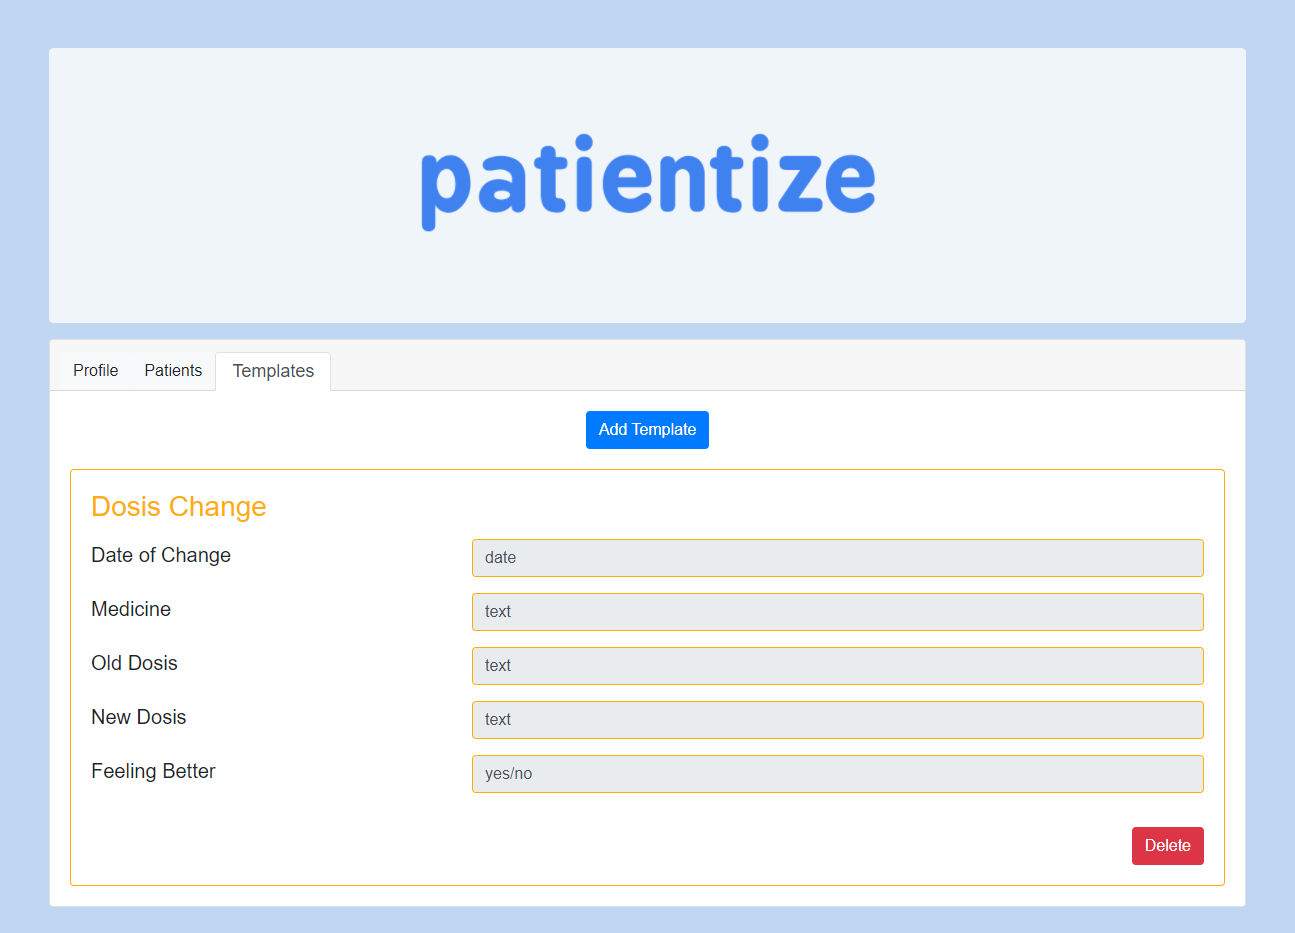 patientize
Profile Patients Templates
Add Template
Dosis Change
Date of Change date
Medicine text
Old Dosis text
New Dosis text
Feeling Better yes/no
Delete